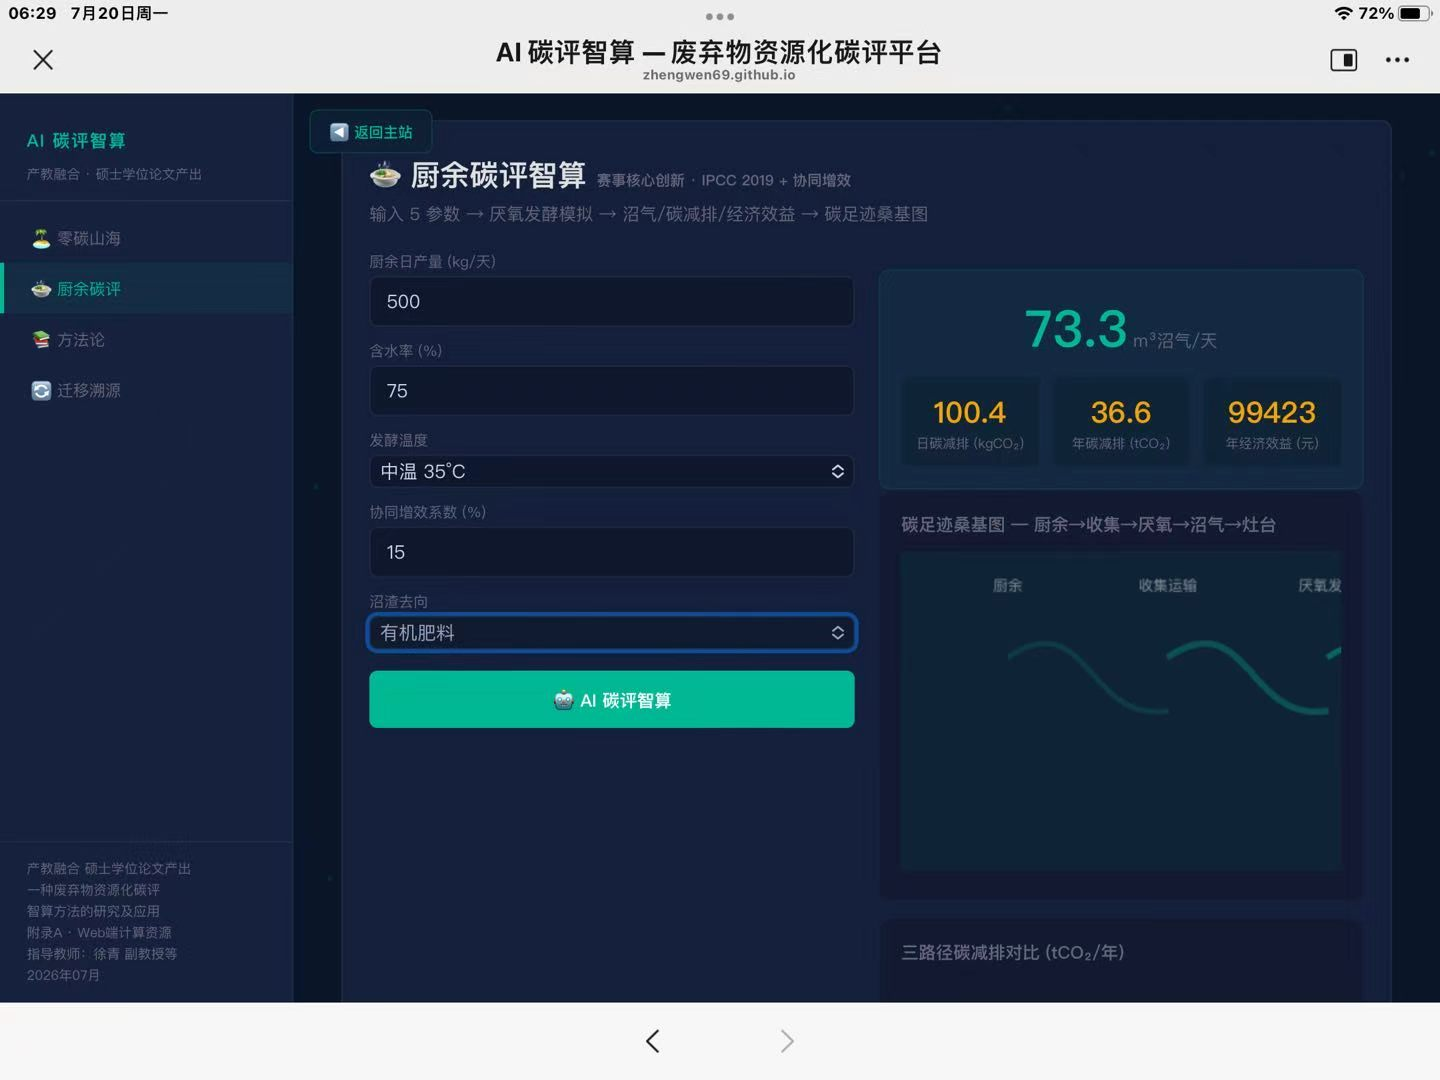 06:29 7月20日周一
72%
AI 碳评智算 — 废弃物资源化碳评平台
zhengwen69.github.io
AI 碳评智算
产教融合 · 硕士学位论文产出
零碳山海
厨余碳评
方法论
迁移溯源
产教融合 硕士学位论文产出
一种废弃物资源化碳评
智算方法的研究及应用
附录A · Web端计算资源
指导教师：徐青 副教授等
2026年07月
返回主站
厨余碳评智算 赛事核心创新 · IPCC 2019 + 协同增效
输入 5 参数 → 厌氧发酵模拟 → 沼气/碳减排/经济效益 → 碳足迹桑基图
厨余日产量 (kg/天)
500
含水率 (%)
75
发酵温度
中温 35°C
协同增效系数 (%)
15
沼渣去向
有机肥料
AI 碳评智算
73.3 m³沼气/天
100.4
日碳减排 (kgCO₂)
36.6
年碳减排 (tCO₂)
99423
年经济效益 (元)
碳足迹桑基图 — 厨余→收集→厌氧→沼气→灶台
厨余
收集运输
厌氧发
三路径碳减排对比 (tCO₂/年)